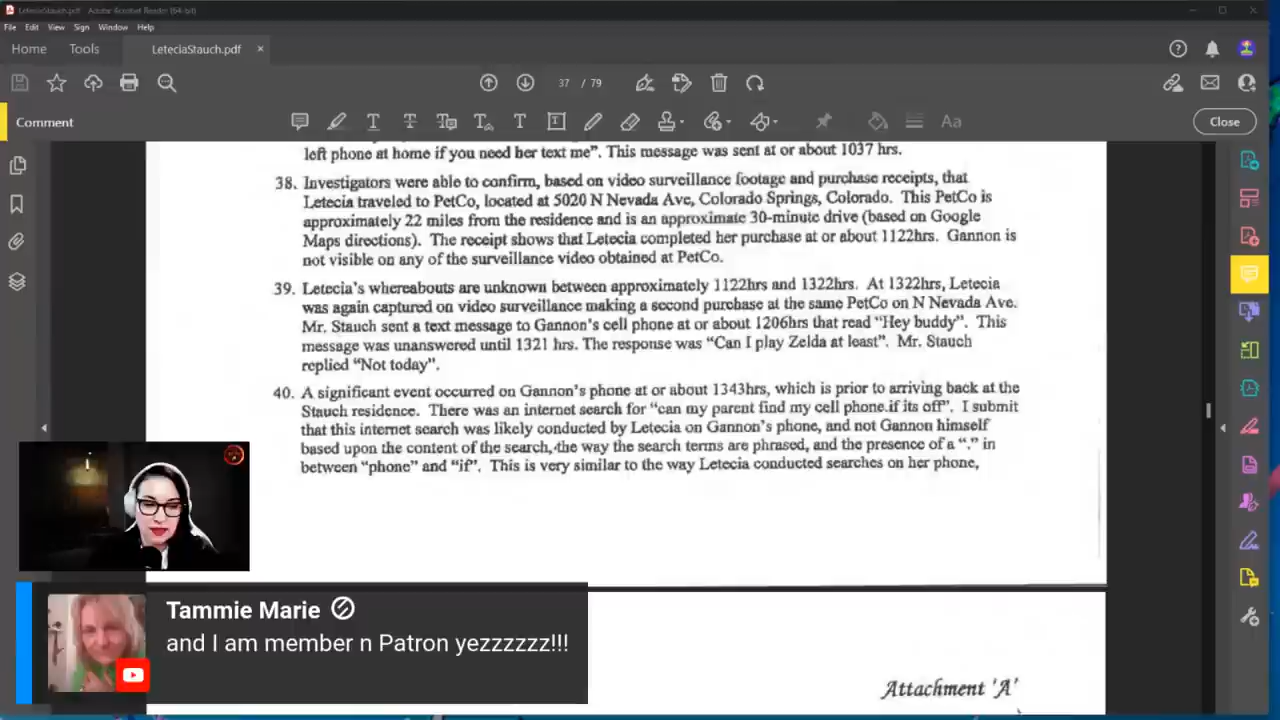 LeteciaStauch.pdf - Adobe Acrobat Reader (64-bit)
File Edit View Sign Window Help
Home Tools LeteciaStauch.pdf ×
37 / 79
Comment
Aa
Close
left phone at home if you need her text me". This message was sent at or about 1037 hrs.
38. Investigators were able to confirm, based on video surveillance footage and purchase receipts, that
Letecia traveled to PetCo, located at 5020 N Nevada Ave, Colorado Springs, Colorado. This PetCo is
approximately 22 miles from the residence and is an approximate 30-minute drive (based on Google
Maps directions). The receipt shows that Letecia completed her purchase at or about 1122hrs. Gannon is
not visible on any of the surveillance video obtained at PetCo.
39. Letecia's whereabouts are unknown between approximately 1122hrs and 1322hrs. At 1322hrs, Letecia
was again captured on video surveillance making a second purchase at the same PetCo on N Nevada Ave.
Mr. Stauch sent a text message to Gannon's cell phone at or about 1206hrs that read "Hey buddy". This
message was unanswered until 1321 hrs. The response was "Can I play Zelda at least". Mr. Stauch
replied "Not today".
40. A significant event occurred on Gannon's phone at or about 1343hrs, which is prior to arriving back at the
Stauch residence. There was an internet search for "can my parent find my cell phone.if its off". I submit
that this internet search was likely conducted by Letecia on Gannon's phone, and not Gannon himself
based upon the content of the search, the way the search terms are phrased, and the presence of a "." in
between "phone" and "if". This is very similar to the way Letecia conducted searches on her phone,
Tammie Marie
and I am member n Patron yezzzzzz!!!
Attachment 'A'